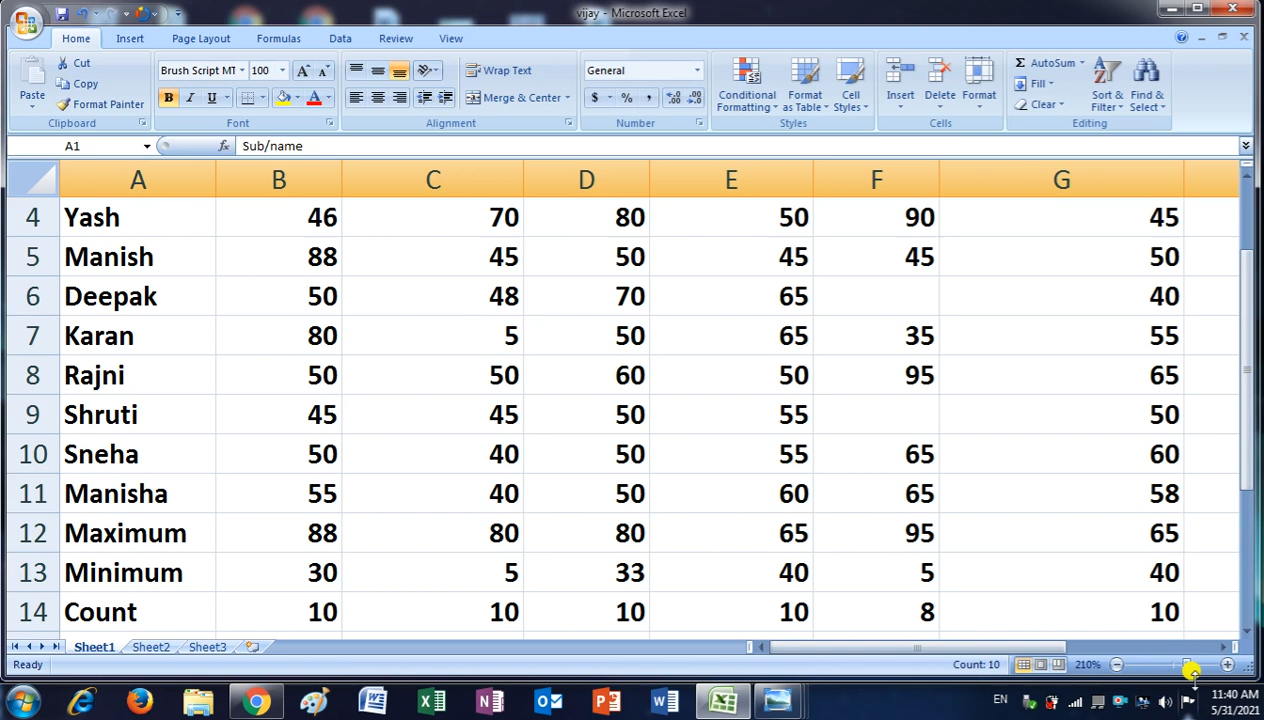 vijay - Microsoft Excel
Home Insert Page Layout Formulas Data Review View
Paste Cut Copy Format Painter
Brush Script MT 100 A A
B I U A
Wrap Text
Merge & Center
General
$ % ,
Conditional Formatting Format as Table Cell Styles
Insert Delete Format
AutoSum Fill Clear
Sort & Filter Find & Select
Clipboard Font Alignment Number Styles Cells Editing
A1 fx Sub/name
A B C D E F G
4 Yash 46 70 80 50 90 45
5 Manish 88 45 50 45 45 50
6 Deepak 50 48 70 65 40
7 Karan 80 5 50 65 35 55
8 Rajni 50 50 60 50 95 65
9 Shruti 45 45 50 55 50
10 Sneha 50 40 50 55 65 60
11 Manisha 55 40 50 60 65 58
12 Maximum 88 80 80 65 95 65
13 Minimum 30 5 33 40 5 40
14 Count 10 10 10 10 8 10
Sheet1 Sheet2 Sheet3
Ready Count: 10 210%
EN 11:40 AM
5/31/2021